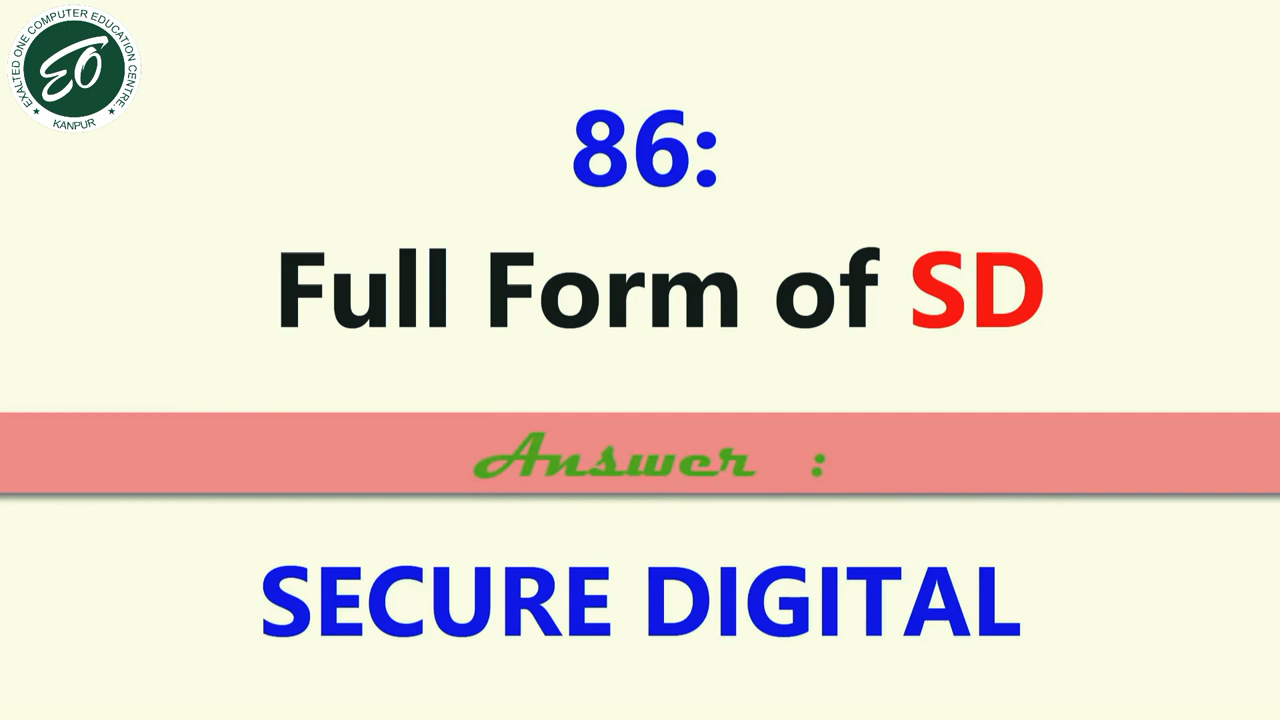 EXALTED ONE COMPUTER EDUCATION CENTRE.
EO
★ KANPUR ★
86:
Full Form of SD
Answer :
SECURE DIGITAL